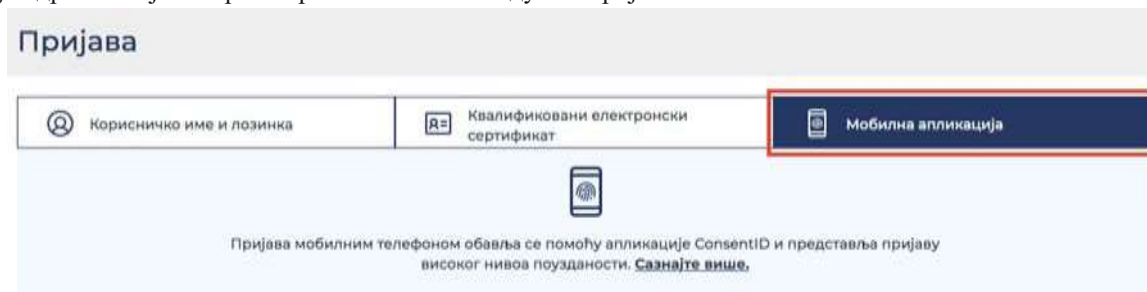 Пријава
Корисничко име и лозинка
Квалификовани електронски
сертификат
Мобилна апликација
Пријава мобилним телефоном обавља се помоћу апликације ConsentID и представља пријаву
високог нивоа поузданости. Сазнајте више.